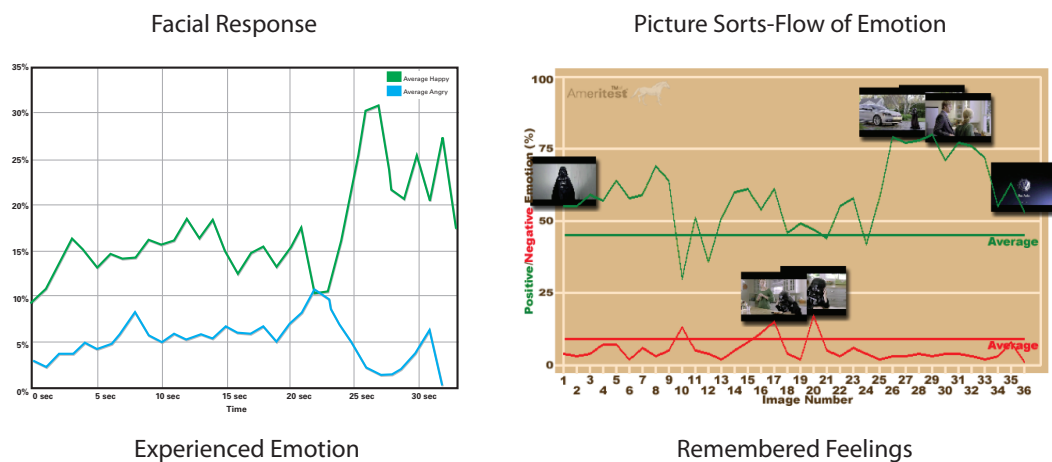 Facial Response
Picture Sorts-Flow of Emotion
35%
30%
25%
20%
15%
10%
5%
0%
Average Happy
Average Angry
0 sec
5 sec
10 sec
15 sec
20 sec
25 sec
30 sec
Time
Experienced Emotion
Ameritest
TM
Positive/Negative Emotion (%)
100
75
50
25
0
Average
Average
1 3 5 7 9 11 13 15 17 19 21 23 25 27 29 31 33 35
2 4 6 8 10 12 14 16 18 20 22 24 26 28 30 32 34 36
Image Number
Remembered Feelings